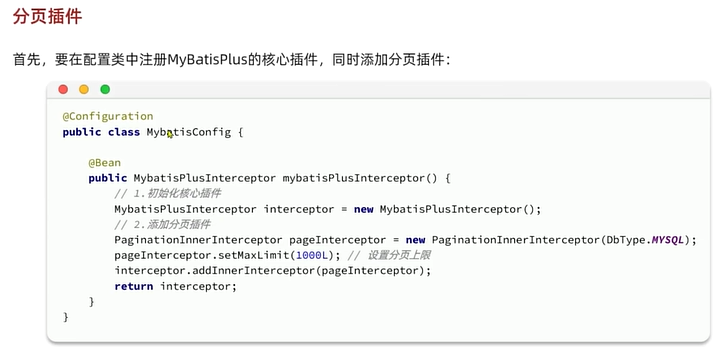 分页插件
首先，要在配置类中注册MyBatisPlus的核心插件，同时添加分页插件：
@Configuration
public class MybatisConfig {
@Bean
public MybatisPlusInterceptor mybatisPlusInterceptor() {
// 1.初始化核心插件
MybatisPlusInterceptor interceptor = new MybatisPlusInterceptor();
// 2.添加分页插件
PaginationInnerInterceptor pageInterceptor = new PaginationInnerInterceptor(DbType.MYSQL);
pageInterceptor.setMaxLimit(1000L); // 设置分页上限
interceptor.addInnerInterceptor(pageInterceptor);
return interceptor;
}
}